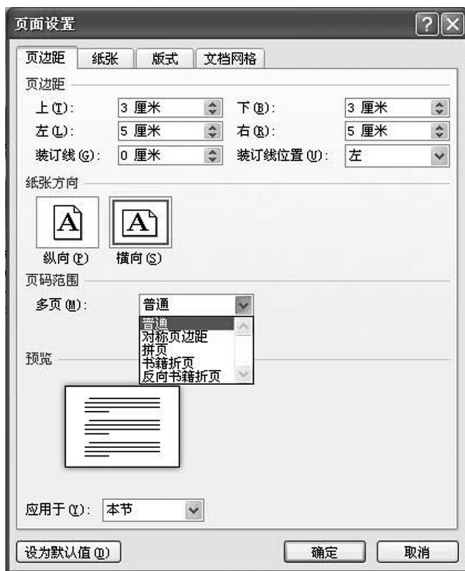 页面设置
页边距 纸张 版式 文档网格
页边距
上(T): 3 厘米 下(B): 3 厘米
左(L): 5 厘米 右(R): 5 厘米
装订线(G): 0 厘米 装订线位置(U): 左
纸张方向
A A
纵向(P) 横向(S)
页码范围
多页(M): 普通
普通
对称页边距
拼页
书籍折页
反向书籍折页
预览
应用于(Y): 本节
设为默认值(D) 确定 取消